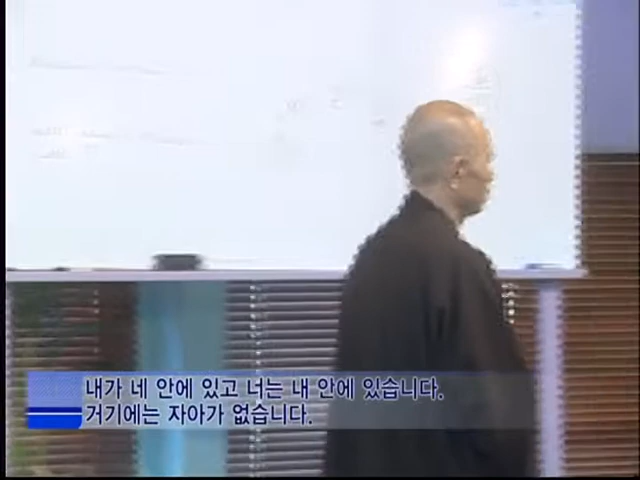 내가 네 안에 있고 너는 내 안에 있습니다.
거기에는 자아가 없습니다.